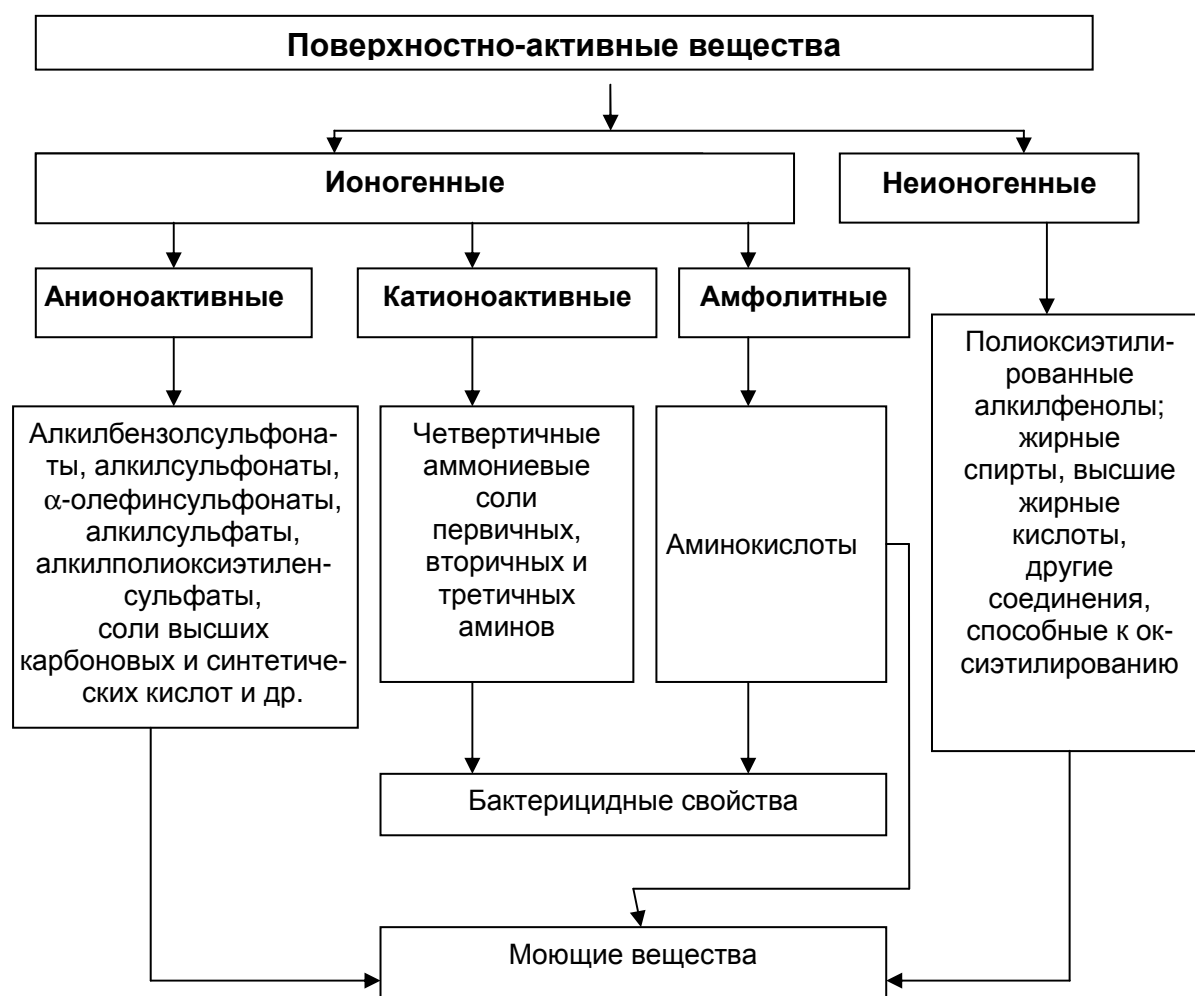 Поверхностно-активные вещества
Ионогенные
Неионогенные
Анионоактивные
Катионоактивные
Амфолитные
Алкилбензолсульфона-
ты, алкилсульфонаты,
α-олефинсульфонаты,
алкилсульфаты,
алкилполиоксиэтилен-
сульфаты,
соли высших
карбоновых и синтетиче-
ских кислот и др.
Четвертичные
аммониевые
соли
первичных,
вторичных и
третичных
аминов
Аминокислоты
Полиоксиэтили-
рованные
алкилфенолы;
жирные
спирты, высшие
жирные
кислоты,
другие
соединения,
способные к ок-
сиэтилированию
Бактерицидные свойства
Моющие вещества